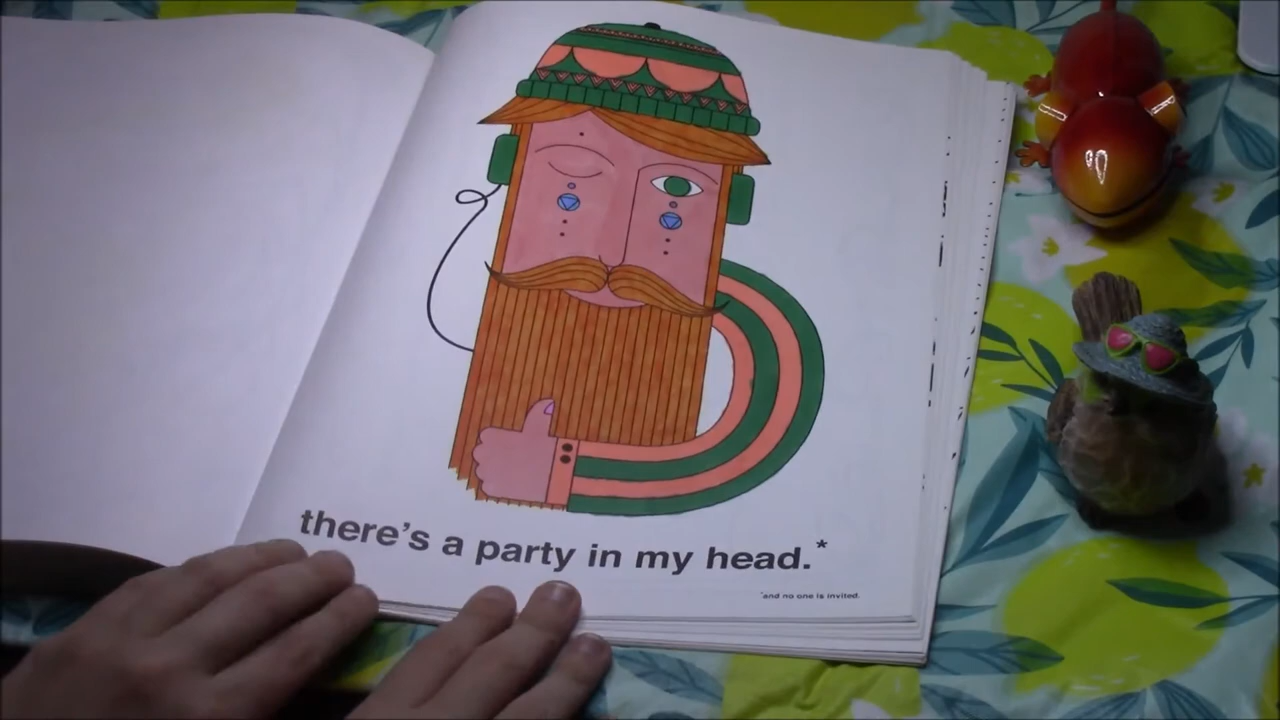 there's a party in my head.*
*and no one is invited.